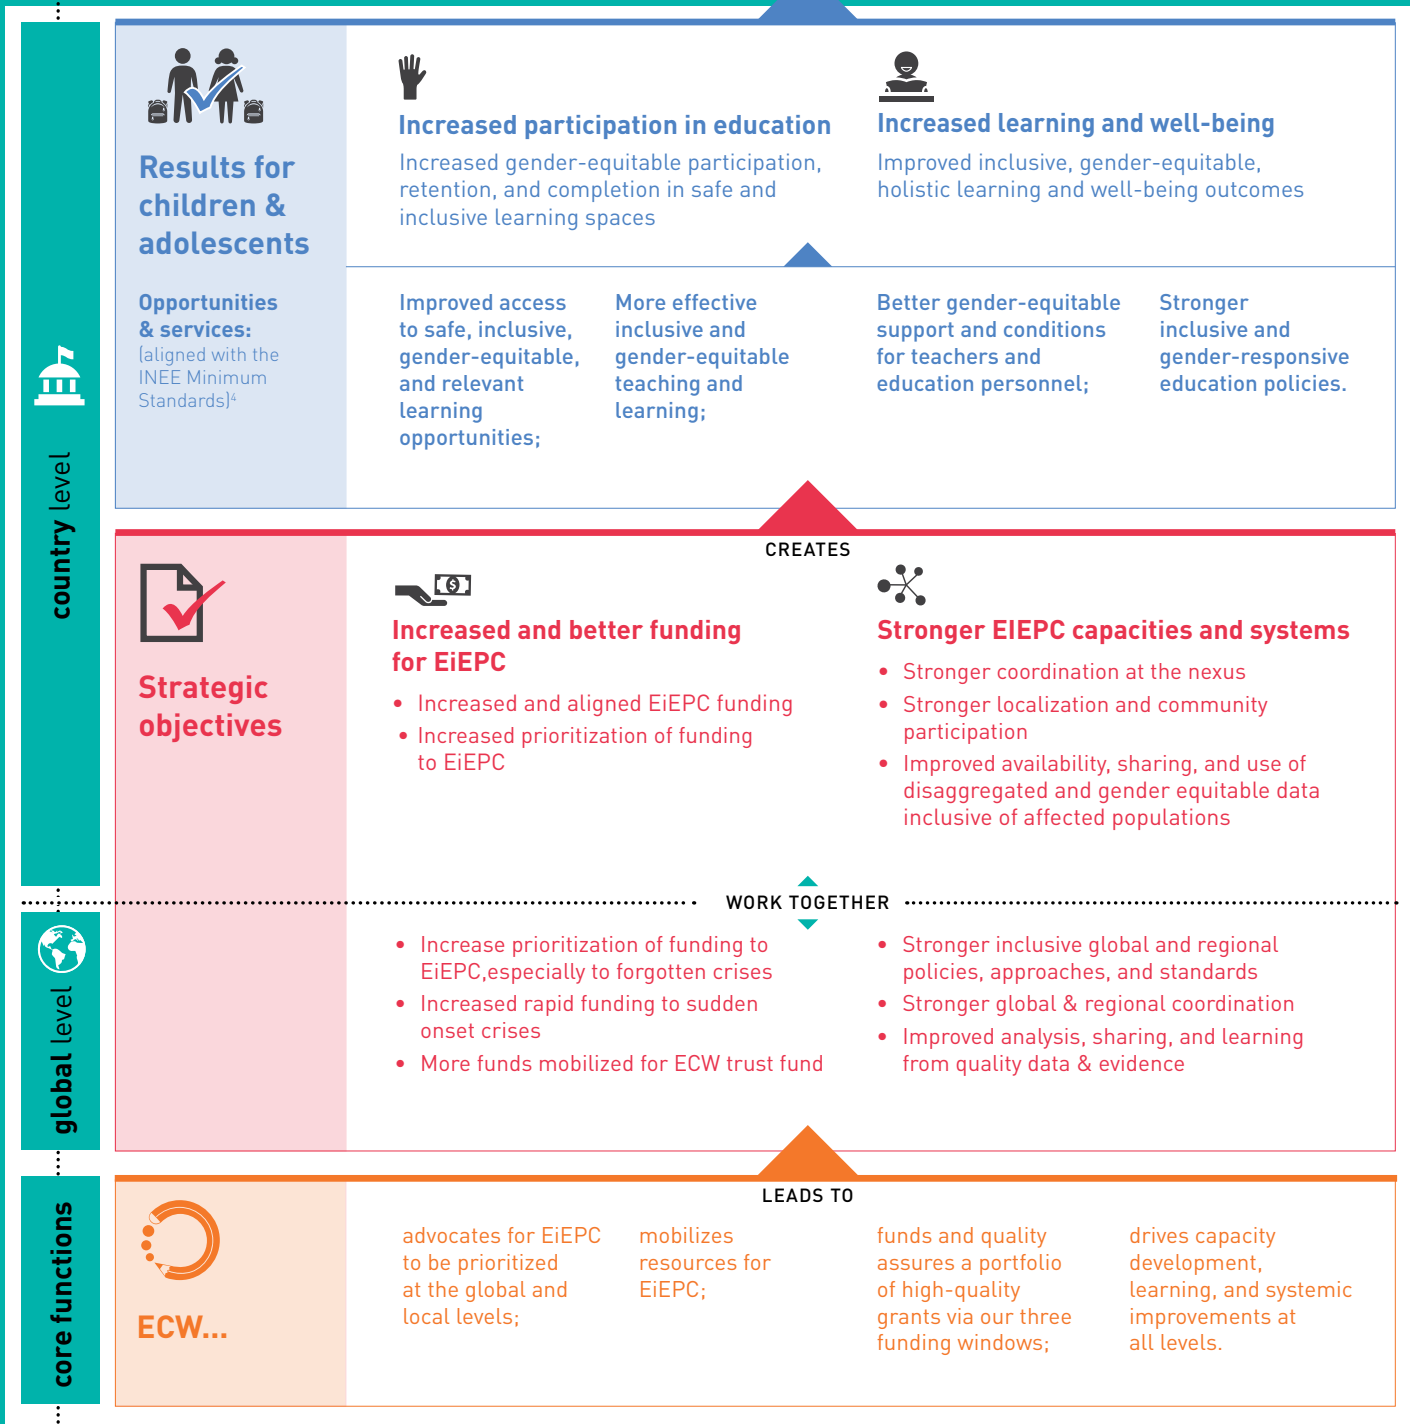 country level
Results for
children &
adolescents
Increased participation in education
Increased gender-equitable participation,
retention, and completion in safe and
inclusive learning spaces
Increased learning and well-being
Improved inclusive, gender-equitable,
holistic learning and well-being outcomes
Opportunities
& services:
(aligned with the
INEE Minimum
Standards)⁴
Improved access
to safe, inclusive,
gender-equitable,
and relevant
learning
opportunities;
More effective
inclusive and
gender-equitable
teaching and
learning;
Better gender-equitable
support and conditions
for teachers and
education personnel;
Stronger
inclusive and
gender-responsive
education policies.
CREATES
Strategic
objectives
Increased and better funding
for EiEPC
• Increased and aligned EiEPC funding
• Increased prioritization of funding
to EiEPC
Stronger EIEPC capacities and systems
• Stronger coordination at the nexus
• Stronger localization and community
participation
• Improved availability, sharing, and use of
disaggregated and gender equitable data
inclusive of affected populations
WORK TOGETHER
global level
• Increase prioritization of funding to
EiEPC,especially to forgotten crises
• Increased rapid funding to sudden
onset crises
• More funds mobilized for ECW trust fund
• Stronger inclusive global and regional
policies, approaches, and standards
• Stronger global & regional coordination
• Improved analysis, sharing, and learning
from quality data & evidence
LEADS TO
core functions
ECW...
advocates for EiEPC
to be prioritized
at the global and
local levels;
mobilizes
resources for
EiEPC;
funds and quality
assures a portfolio
of high-quality
grants via our three
funding windows;
drives capacity
development,
learning, and systemic
improvements at
all levels.